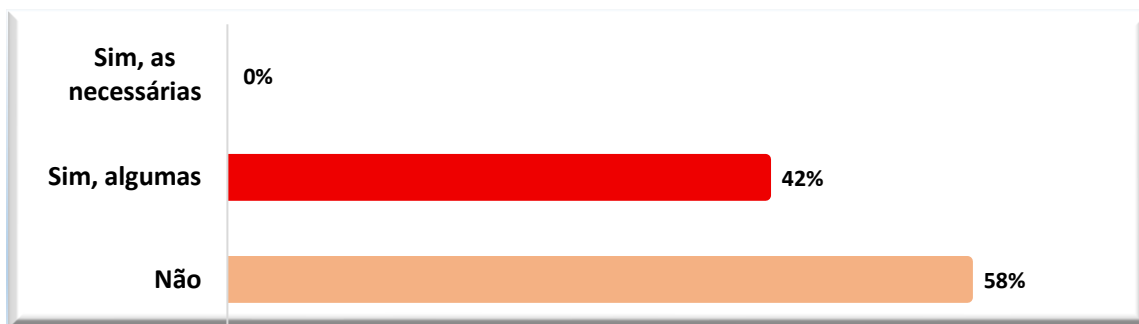 Sim, as
necessárias
0%
Sim, algumas
42%
Não
58%